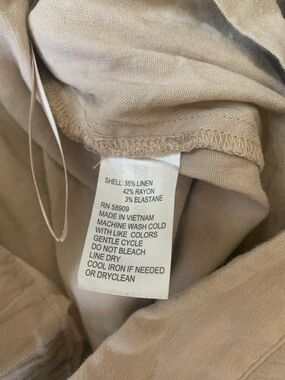 SHELL: 55% LINEN
42% RAYON
3% ELASTANE
RN 58909
MADE IN VIETNAM
MACHINE WASH COLD
WITH LIKE COLORS
GENTLE CYCLE
DO NOT BLEACH
LINE DRY
COOL IRON IF NEEDED
OR DRYCLEAN